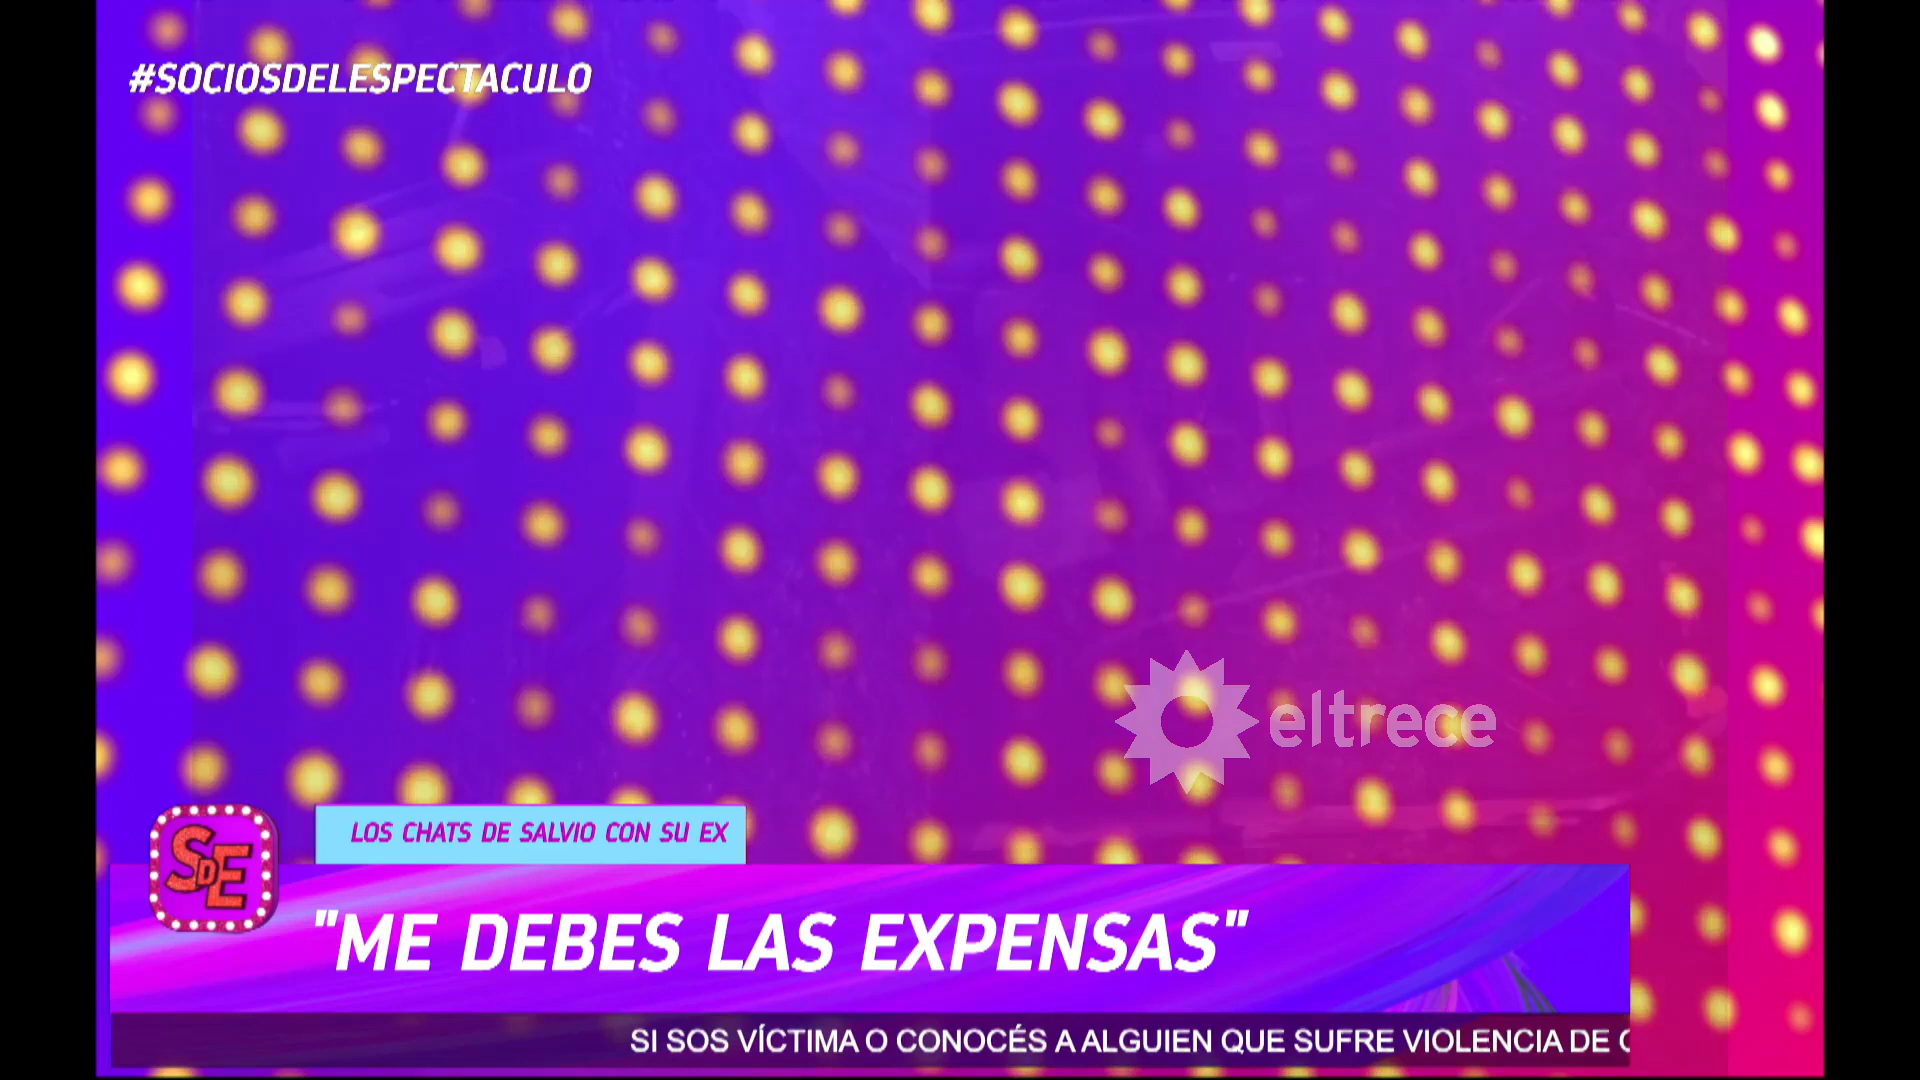 #SOCIOSDELESPECTACULO
eltrece
LOS CHATS DE SALVIO CON SU EX
SDE
"ME DEBES LAS EXPENSAS"
SI SOS VÍCTIMA O CONOCÉS A ALGUIEN QUE SUFRE VIOLENCIA DE